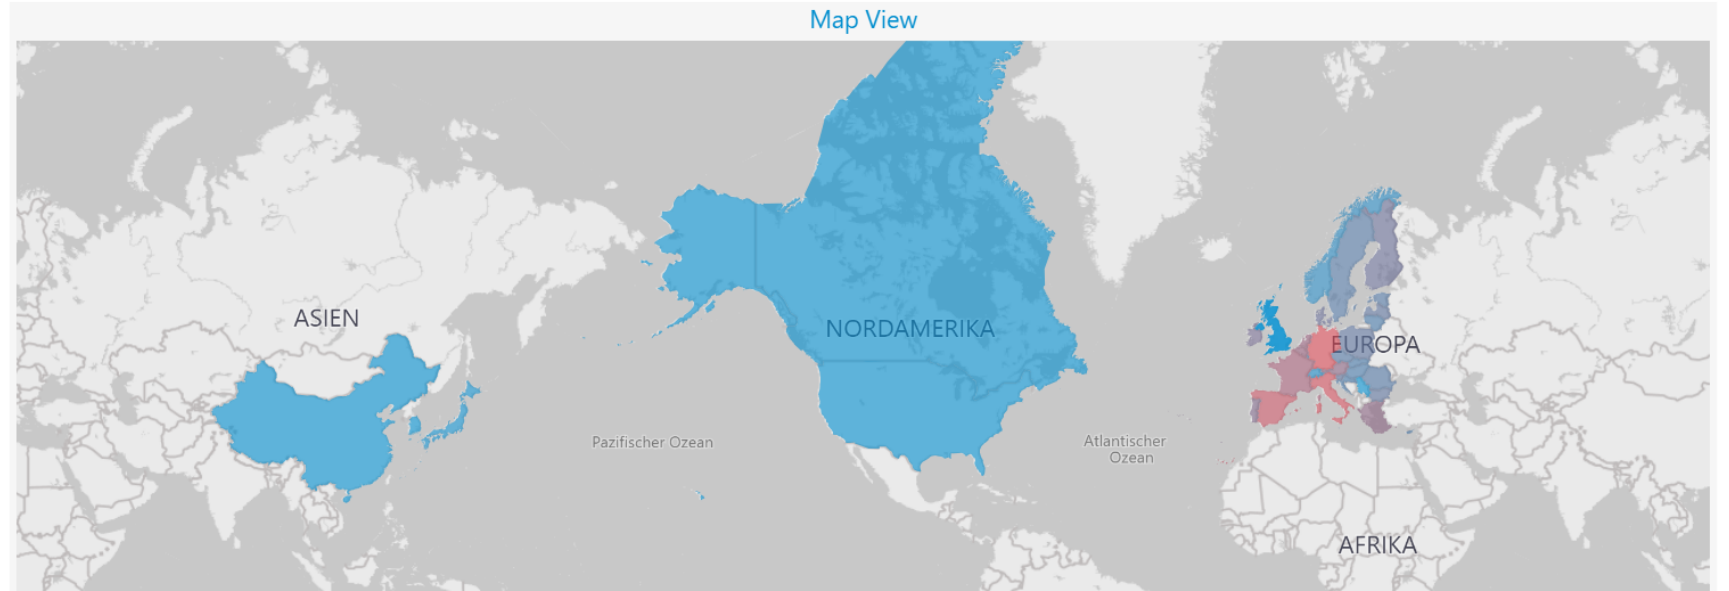 Map View
ASIEN
NORDAMERIKA
EUROPA
Pazifischer Ozean
Atlantischer
Ozean
AFRIKA